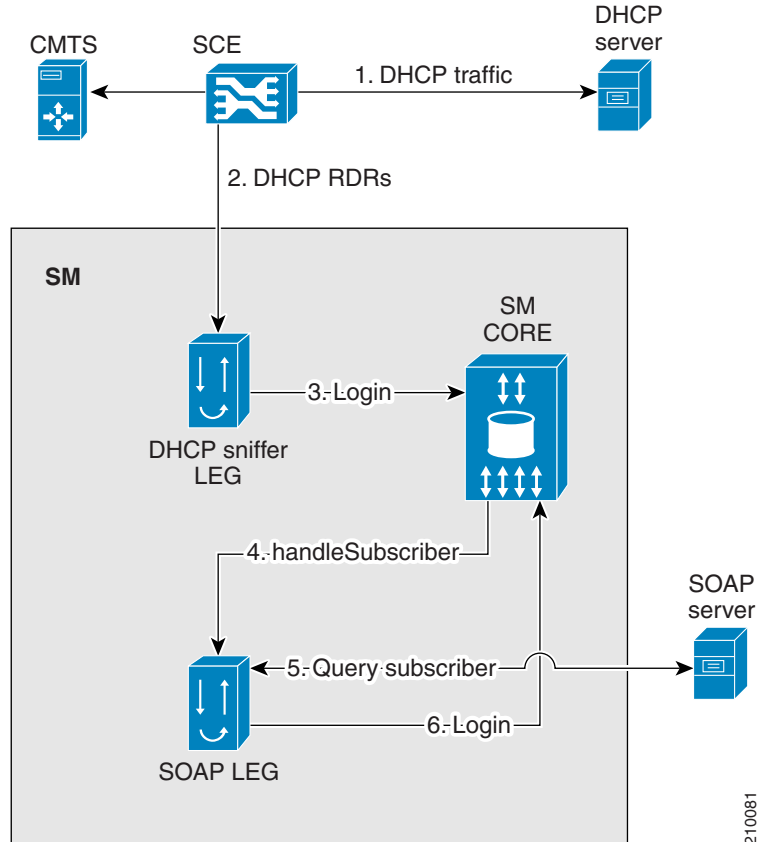 DHCP
server
CMTS
SCE
1. DHCP traffic
2. DHCP RDRs
SM
SM
CORE
3. Login
DHCP sniffer
LEG
4. handleSubscriber
SOAP
server
5. Query subscriber
6. Login
SOAP LEG
210081